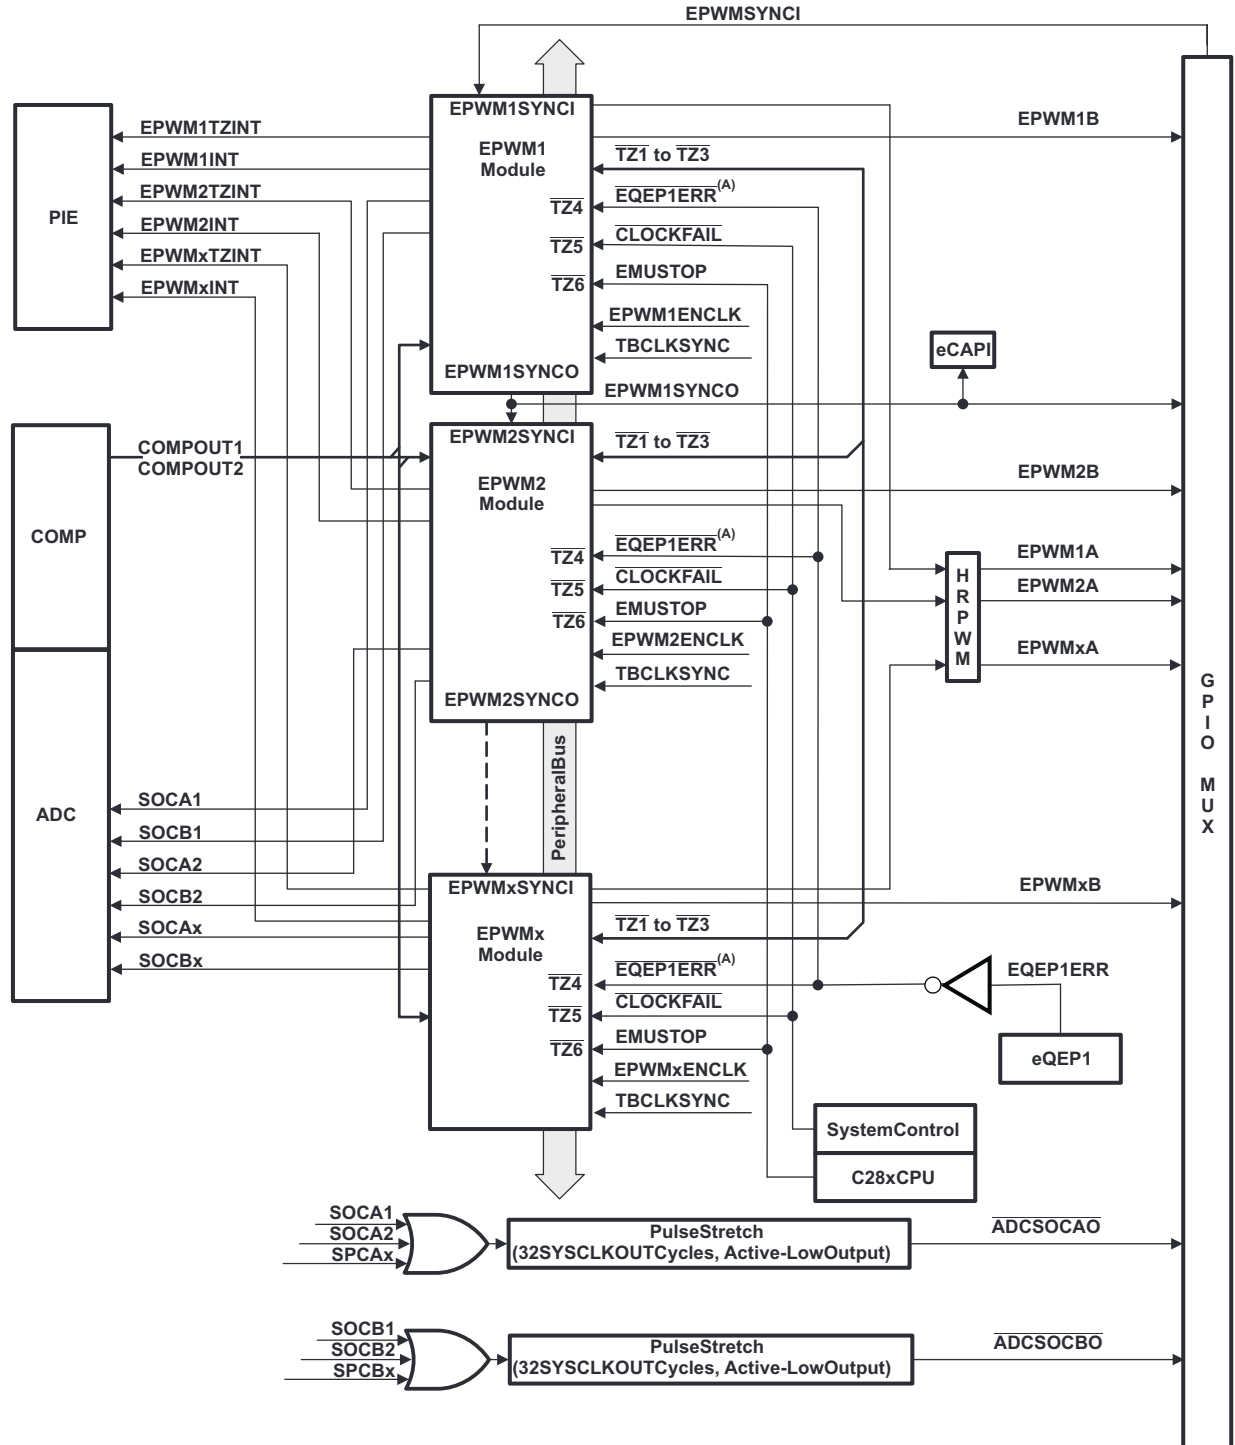 EPWMSYNCI
EPWM1SYNCI
EPWM1TZINT
EPWM1B
EPWM1
Module
TZ1 to TZ3
EPWM1INT
EPWM2TZINT
EQEP1ERR(A)
TZ4
PIE
EPWM2INT
CLOCKFAIL
TZ5
EPWMxTZINT
EMUSTOP
TZ6
EPWMxINT
EPWM1ENCLK
TBCLKSYNC
eCAPI
EPWM1SYNCO
EPWM1SYNCO
EPWM2SYNCI
TZ1 to TZ3
COMPOUT1
COMPOUT2
EPWM2B
EPWM2
Module
COMP
EQEP1ERR(A)
TZ4
EPWM1A
CLOCKFAIL
TZ5
HRPWM
EPWM2A
EMUSTOP
TZ6
EPWM2ENCLK
EPWMxA
TBCLKSYNC
EPWM2SYNCO
GPIO MUX
PeripheralBus
SOCA1
ADC
SOCB1
SOCA2
EPWMxSYNCI
EPWMxB
SOCB2
TZ1 to TZ3
SOCAx
EPWMx
Module
SOCBx
EQEP1ERR(A)
TZ4
EQEP1ERR
CLOCKFAIL
TZ5
EMUSTOP
TZ6
eQEP1
EPWMxENCLK
TBCLKSYNC
SystemControl
C28xCPU
SOCA1
SOCA2
SPCAx
PulseStretch
(32SYSCLKOUTCycles, Active-LowOutput)
ADCSOCAO
SOCB1
SOCB2
SPCBx
PulseStretch
(32SYSCLKOUTCycles, Active-LowOutput)
ADCSOCBO